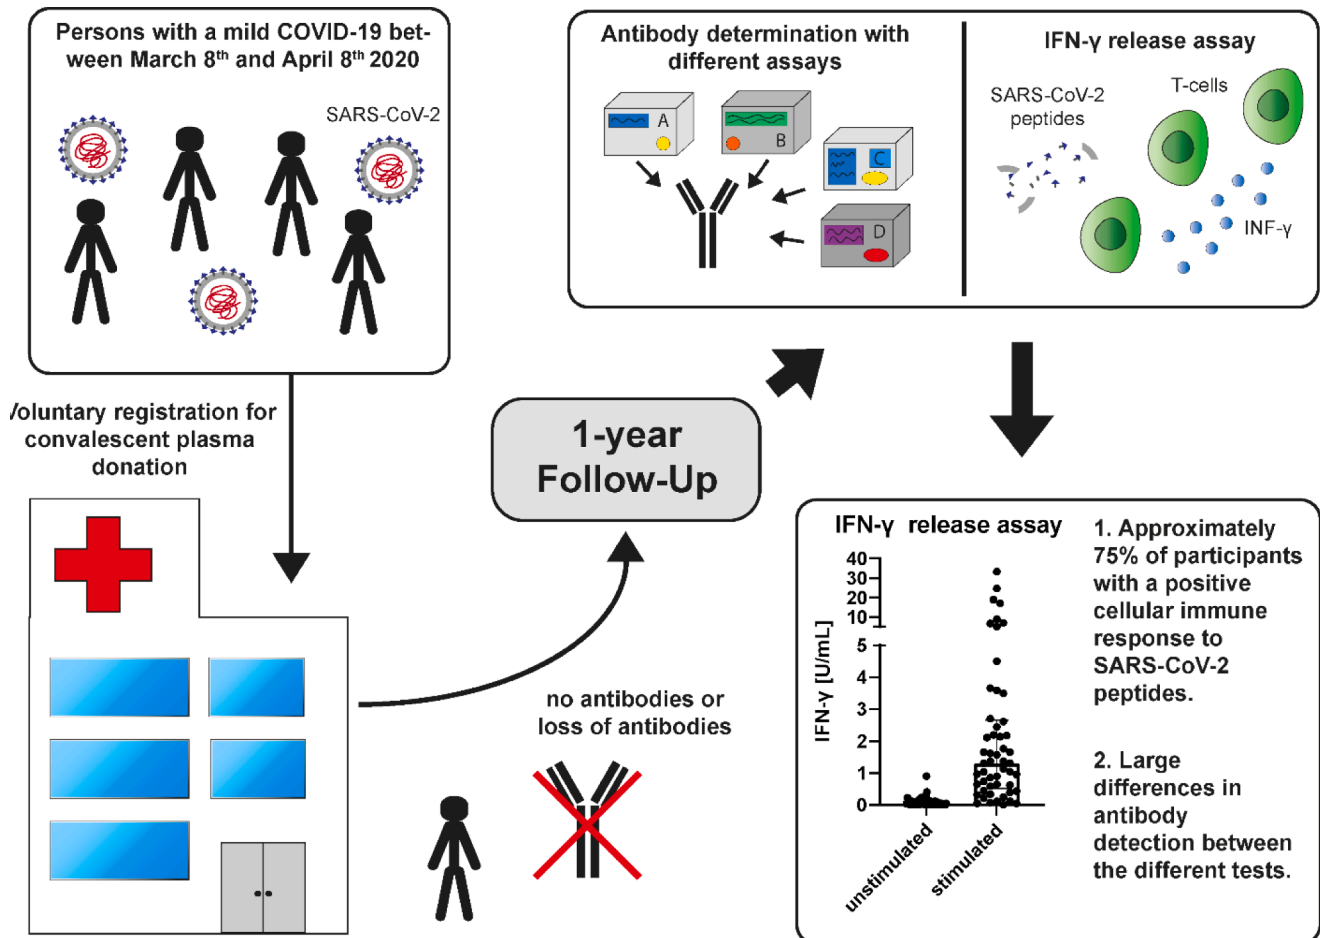 Persons with a mild COVID-19 bet-
ween March 8th and April 8th 2020
SARS-CoV-2
Voluntary registration for
convalescent plasma
donation
no antibodies or
loss of antibodies
1-year
Follow-Up
Antibody determination with
different assays
A
B
C
D
IFN-γ release assay
SARS-CoV-2
peptides
T-cells
INF-γ
IFN-γ release assay
IFN-γ [U/mL]
40
30
20
10
5
4
3
2
1
0
unstimulated
stimulated
1. Approximately
75% of participants
with a positive
cellular immune
response to
SARS-CoV-2
peptides.
2. Large
differences in
antibody
detection between
the different tests.